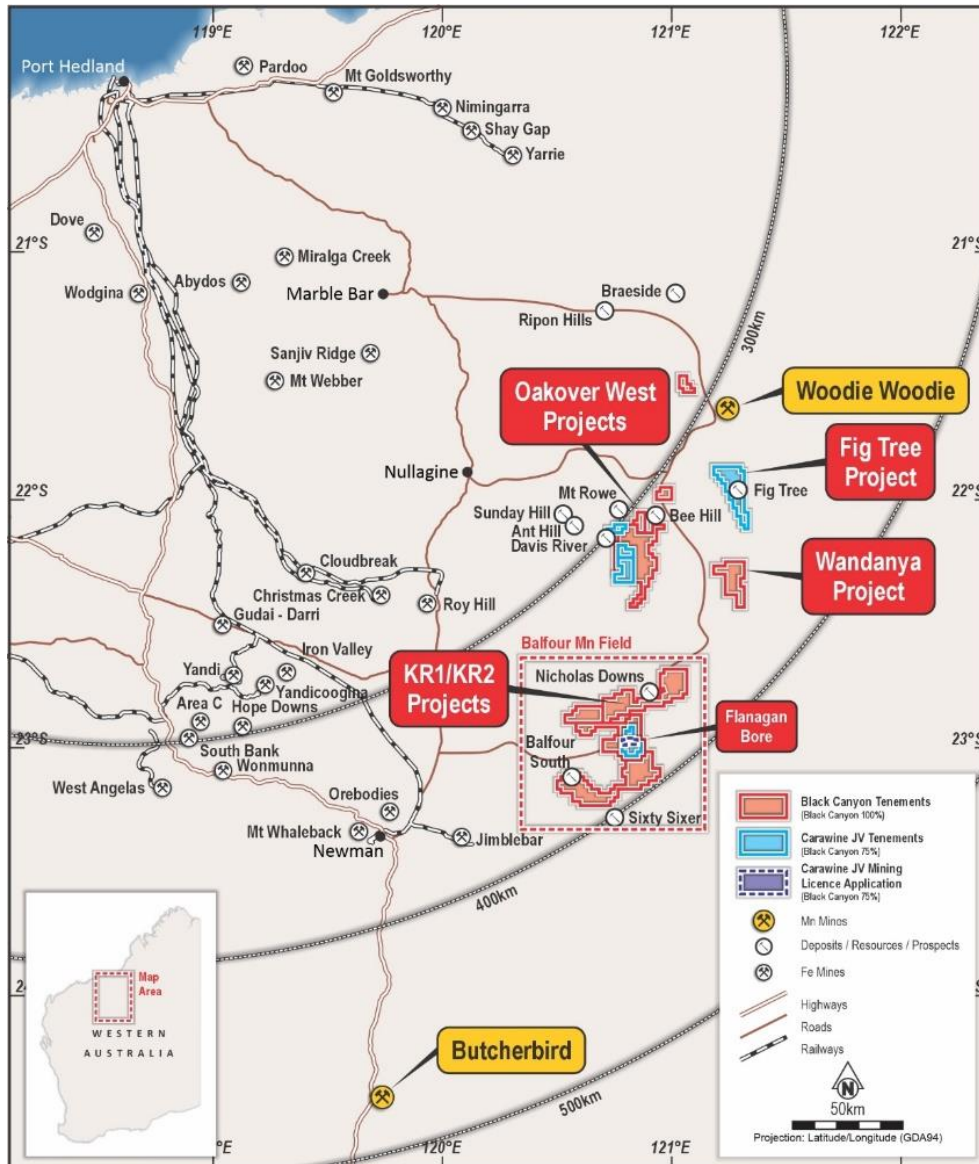 119°E
120°E
121°E
122°E
Port Hedland
Pardoo
Mt Goldsworthy
Nimingarra
Shay Gap
Yarrie
Dove
21°S
21°S
Miralga Creek
Abydos
Wodgina
Marble Bar
Braeside
Ripon Hills
300km
Sanjiv Ridge
Mt Webber
Oakover West
Projects
Woodie Woodie
Fig Tree
Project
Nullagine
22°S
22°S
Mt Rowe
Fig Tree
Sunday Hill
Bee Hill
Ant Hill
Davis River
Cloudbreak
Wandanya
Project
Christmas Creek
Roy Hill
Gudai - Darri
Balfour Mn Field
Iron Valley
KR1/KR2
Projects
Nicholas Downs
Yandi
Yandicoogina
Area C
Hope Downs
Flanagan
Bore
23°S
South Bank
Balfour
South
Wonmunna
West Angelas
Orebodies
Sixty Sixer
Mt Whaleback
Jimblebar
Newman
400km
Black Canyon Tenements
(Black Canyon 100%)
Carawine JV Tenements
(Black Canyon 75%)
Carawine JV Mining
Licence Application
(Black Canyon 75%)
Mn Mines
Deposits / Resources / Prospects
Fe Mines
Highways
Roads
Railways
N
50km
Projection: Latitude/Longitude (GDA94)
Map
Area
WESTERN
AUSTRALIA
24
Butcherbird
500km
°E
120°E
121°E